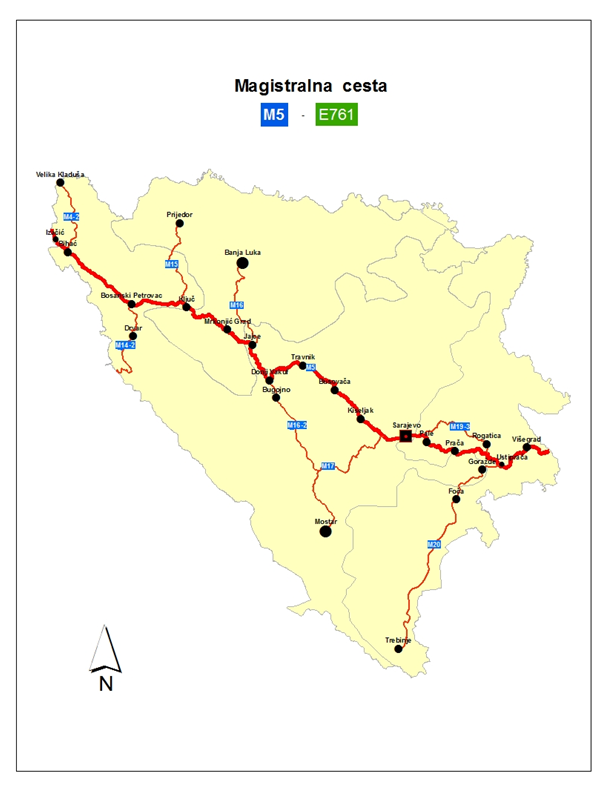 Magistralna cesta
M5 - E761
Velika Kladuša
M4-2
Izačić
Bihać
Prijedor
Banja Luka
M15
Bosanski Petrovac
Ključ
M16
Mrkonjić Grad
Drvar
M14-2
Jajce
Donji Vakuf
Travnik
M5
Bugojno
Busovača
Kiseljak
M16-2
Sarajevo
M19-3
Pale
Rogatica
Višegrad
Prača
Ustiprača
Goražde
M17
Foča
Mostar
M20
Trebinje
N